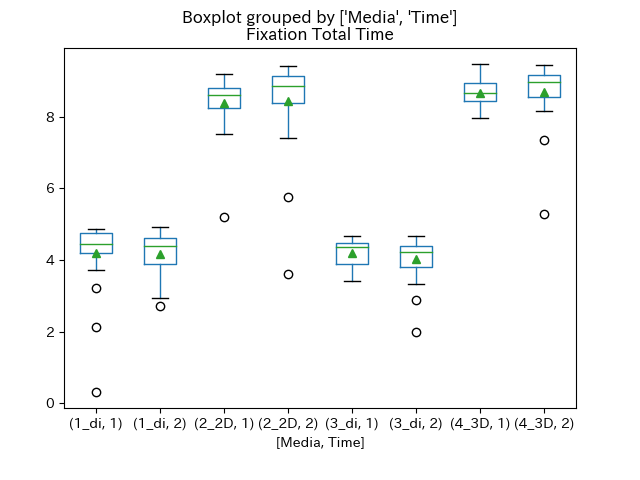 Boxplot grouped by ['Media', 'Time']
Fixation Total Time
8
6
4
2
0
(1_di, 1) (1_di, 2) (2_2D, 1) (2_2D, 2) (3_di, 1) (3_di, 2) (4_3D, 1) (4_3D, 2)
[Media, Time]